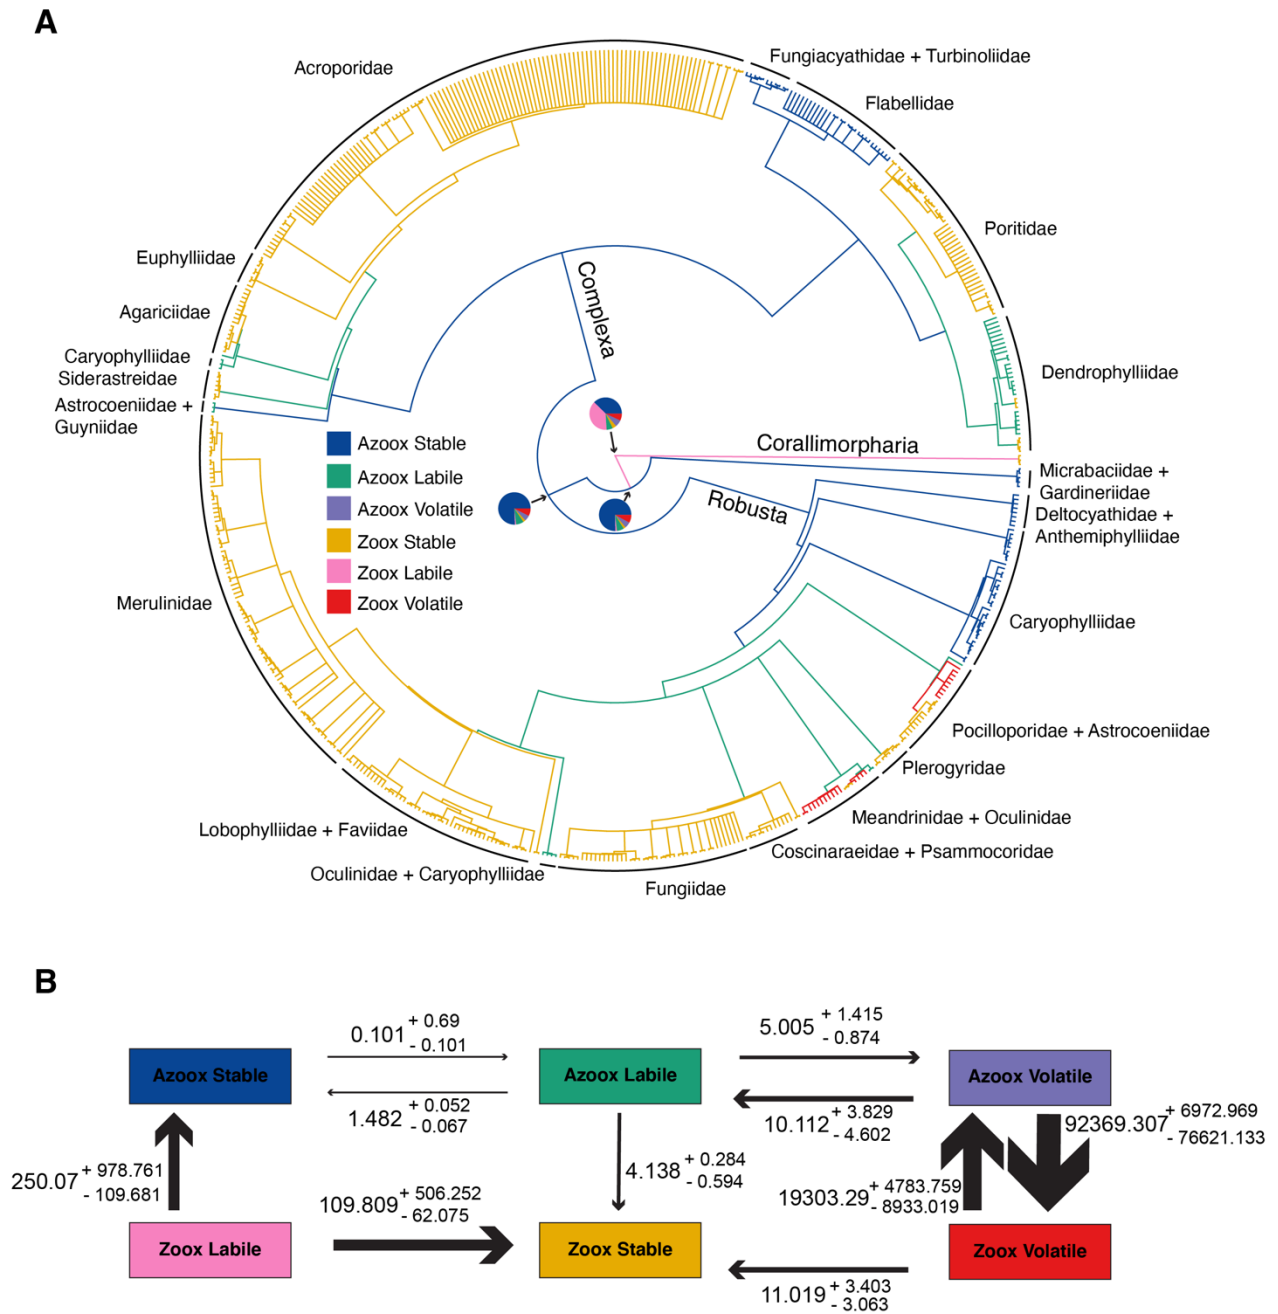 A
Acroporidae
Fungiacyathidae + Turbinoliidae
Flabellidae
Poritidae
Euphylliidae
Agariciidae
Complexa
Caryophylliidae
Siderastreidae
Astrocoeniidae +
Guyniidae
Dendrophylliidae
Corallimorpharia
Azoox Stable
Azoox Labile
Azoox Volatile
Zoox Stable
Zoox Labile
Zoox Volatile
Robusta
Micrabaciidae +
Gardineriidae
Deltocyathidae +
Anthemiphylliidae
Merulinidae
Caryophylliidae
Pocilloporidae + Astrocoeniidae
Plerogyridae
Meandrinidae + Oculinidae
Lobophylliidae + Faviidae
Coscinaraeidae + Psammocoridae
Oculinidae + Caryophylliidae
Fungiidae
B
0.101 + 0.69 - 0.101
5.005 + 1.415 - 0.874
Azoox Stable
Azoox Labile
Azoox Volatile
1.482 + 0.052 - 0.067
10.112 + 3.829 - 4.602
92369.307 + 6972.969 - 76621.133
250.07 + 978.761 - 109.681
4.138 + 0.284 - 0.594
109.809 + 506.252 - 62.075
19303.29 + 4783.759 - 8933.019
Zoox Labile
Zoox Stable
Zoox Volatile
11.019 + 3.403 - 3.063